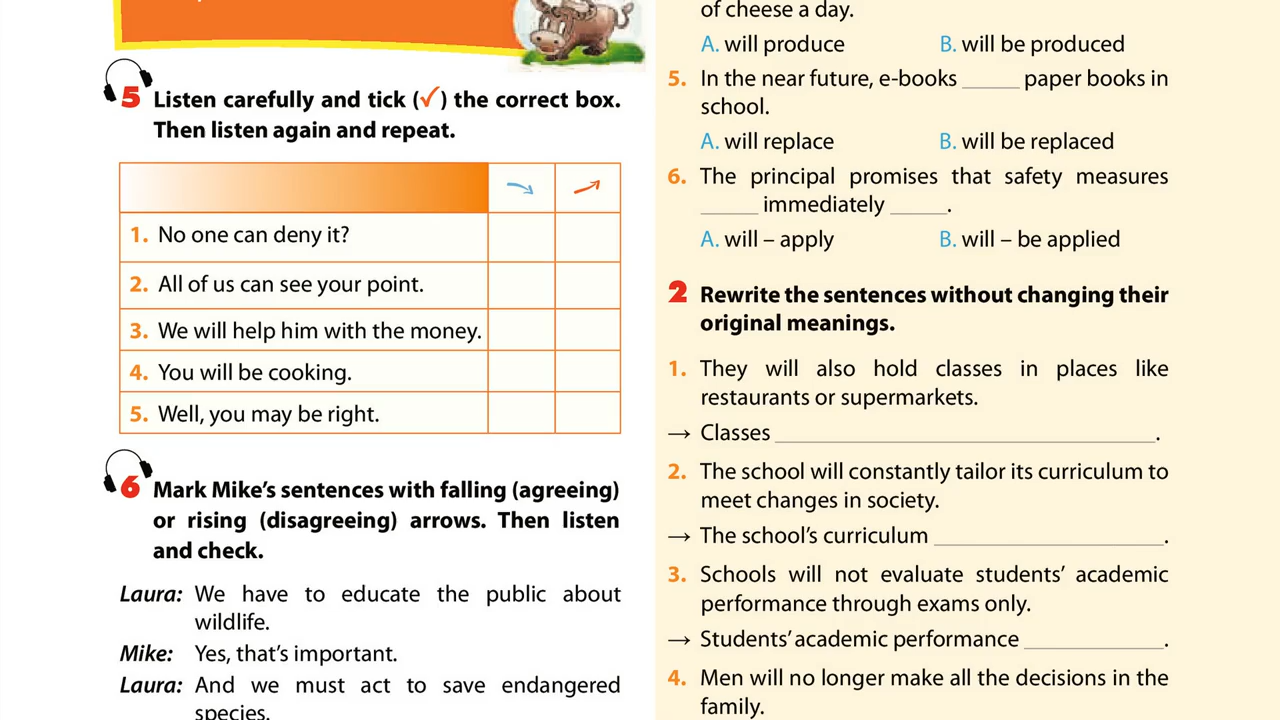 5 Listen carefully and tick (✓) the correct box.
Then listen again and repeat.
1. No one can deny it?
2. All of us can see your point.
3. We will help him with the money.
4. You will be cooking.
5. Well, you may be right.
6 Mark Mike’s sentences with falling (agreeing)
or rising (disagreeing) arrows. Then listen
and check.
Laura: We have to educate the public about
wildlife.
Mike: Yes, that’s important.
Laura: And we must act to save endangered
species.
of cheese a day.
A. will produce B. will be produced
5. In the near future, e-books _____ paper books in
school.
A. will replace B. will be replaced
6. The principal promises that safety measures
_____ immediately _____.
A. will – apply B. will – be applied
2 Rewrite the sentences without changing their
original meanings.
1. They will also hold classes in places like
restaurants or supermarkets.
→ Classes _________________________________.
2. The school will constantly tailor its curriculum to
meet changes in society.
→ The school’s curriculum ____________________.
3. Schools will not evaluate students’ academic
performance through exams only.
→ Students’ academic performance ____________.
4. Men will no longer make all the decisions in the
family.